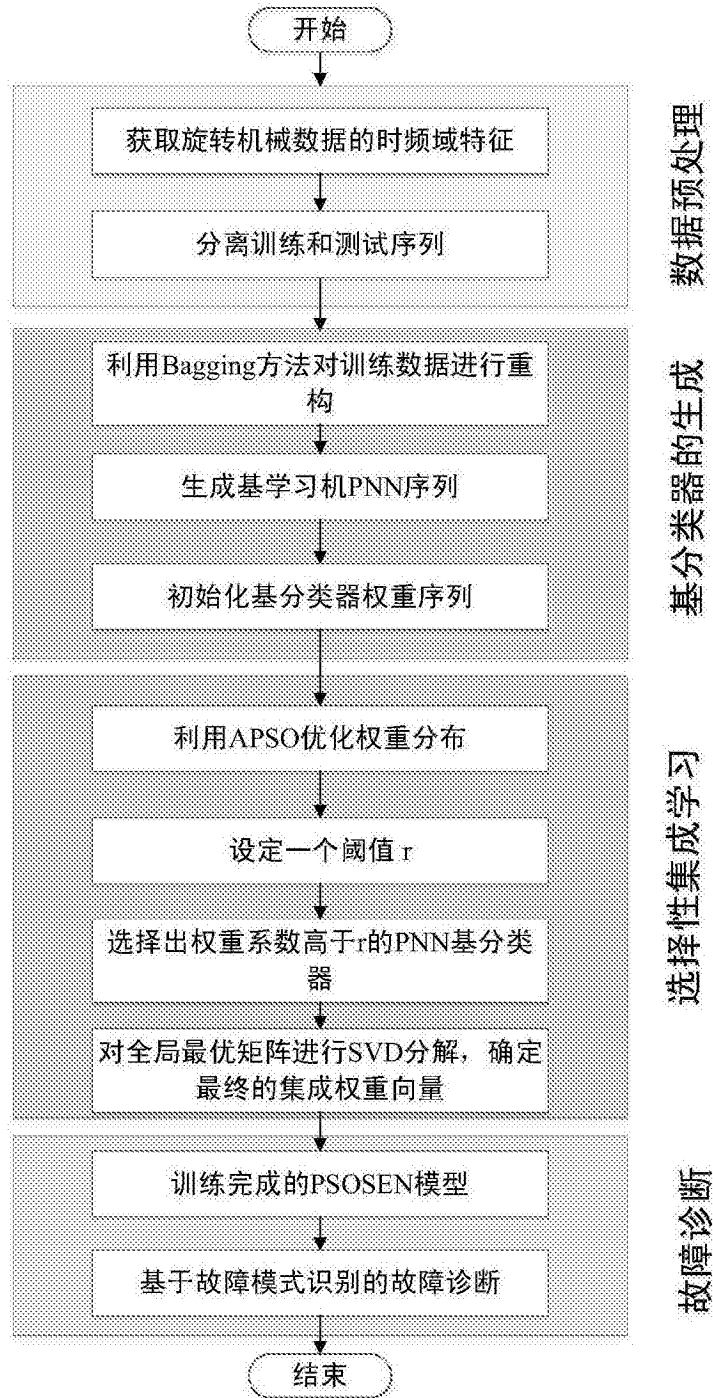 开始
获取旋转机械数据的时频域特征
分离训练和测试序列
数据预处理
利用Bagging方法对训练数据进行重
构
生成基学习机PNN序列
初始化基分类器权重序列
基分类器的生成
利用APSO优化权重分布
设定一个阈值 r
选择出权重系数高于r的PNN基分类
器
对全局最优矩阵进行SVD分解，确定
最终的集成权重向量
选择性集成学习
训练完成的PSOSEN模型
基于故障模式识别的故障诊断
故障诊断
结束